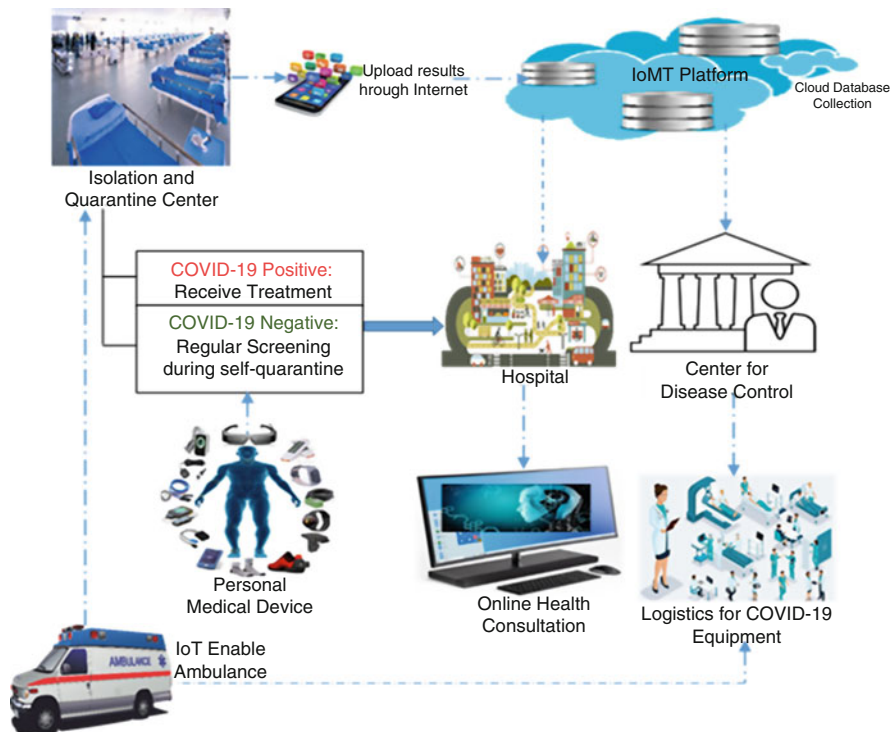 Upload results
through Internet
IoMT Platform
Cloud Database
Collection
Isolation and
Quarantine Center
COVID-19 Positive:
Receive Treatment
COVID-19 Negative:
Regular Screening
during self-quarantine
Hospital
Center for
Disease Control
Personal
Medical Device
Online Health
Consultation
Logistics for COVID-19
Equipment
IoT Enable
Ambulance
AMBULANCE